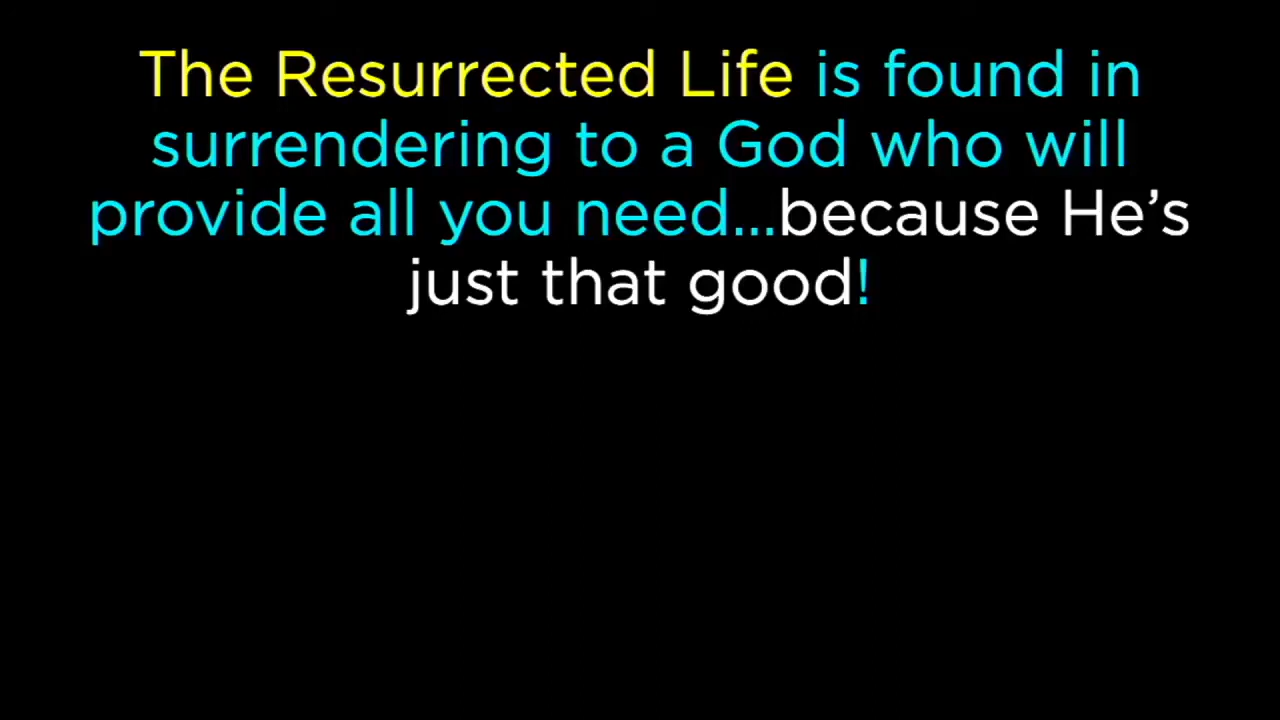 The Resurrected Life is found in
surrendering to a God who will
provide all you need...because He’s
just that good!